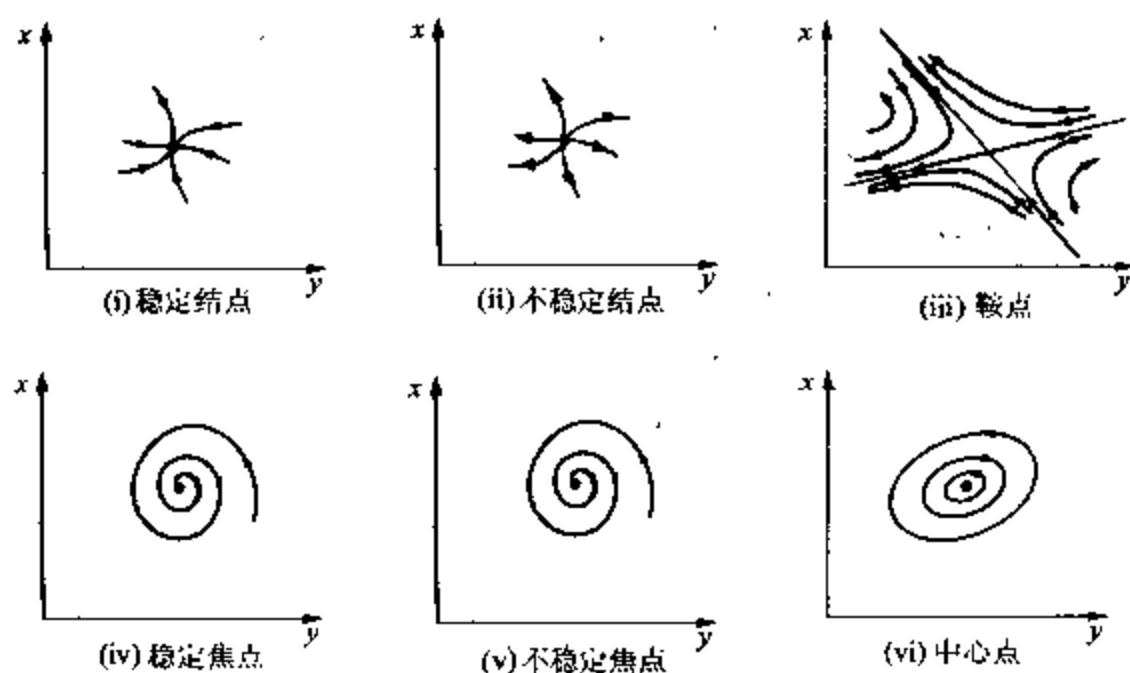 x
x
x
y
y
y
(i) 稳定结点
(ii) 不稳定结点
(iii) 鞍点
x
x
x
y
y
y
(iv) 稳定焦点
(v) 不稳定焦点
(vi) 中心点